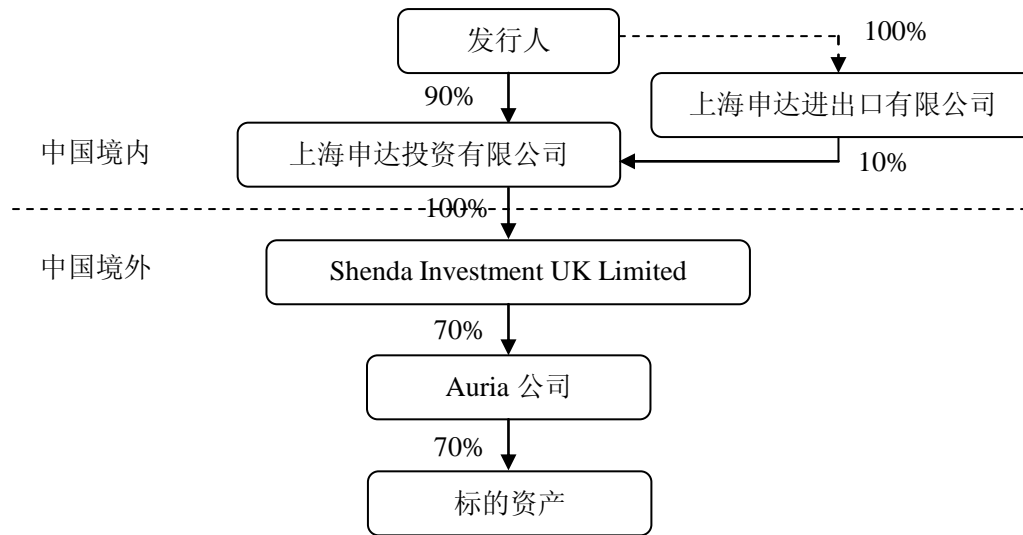 发行人
100%
90%
上海申达进出口有限公司
中国境内
上海申达投资有限公司
10%
100%
中国境外
Shenda Investment UK Limited
70%
Auria 公司
70%
标的资产